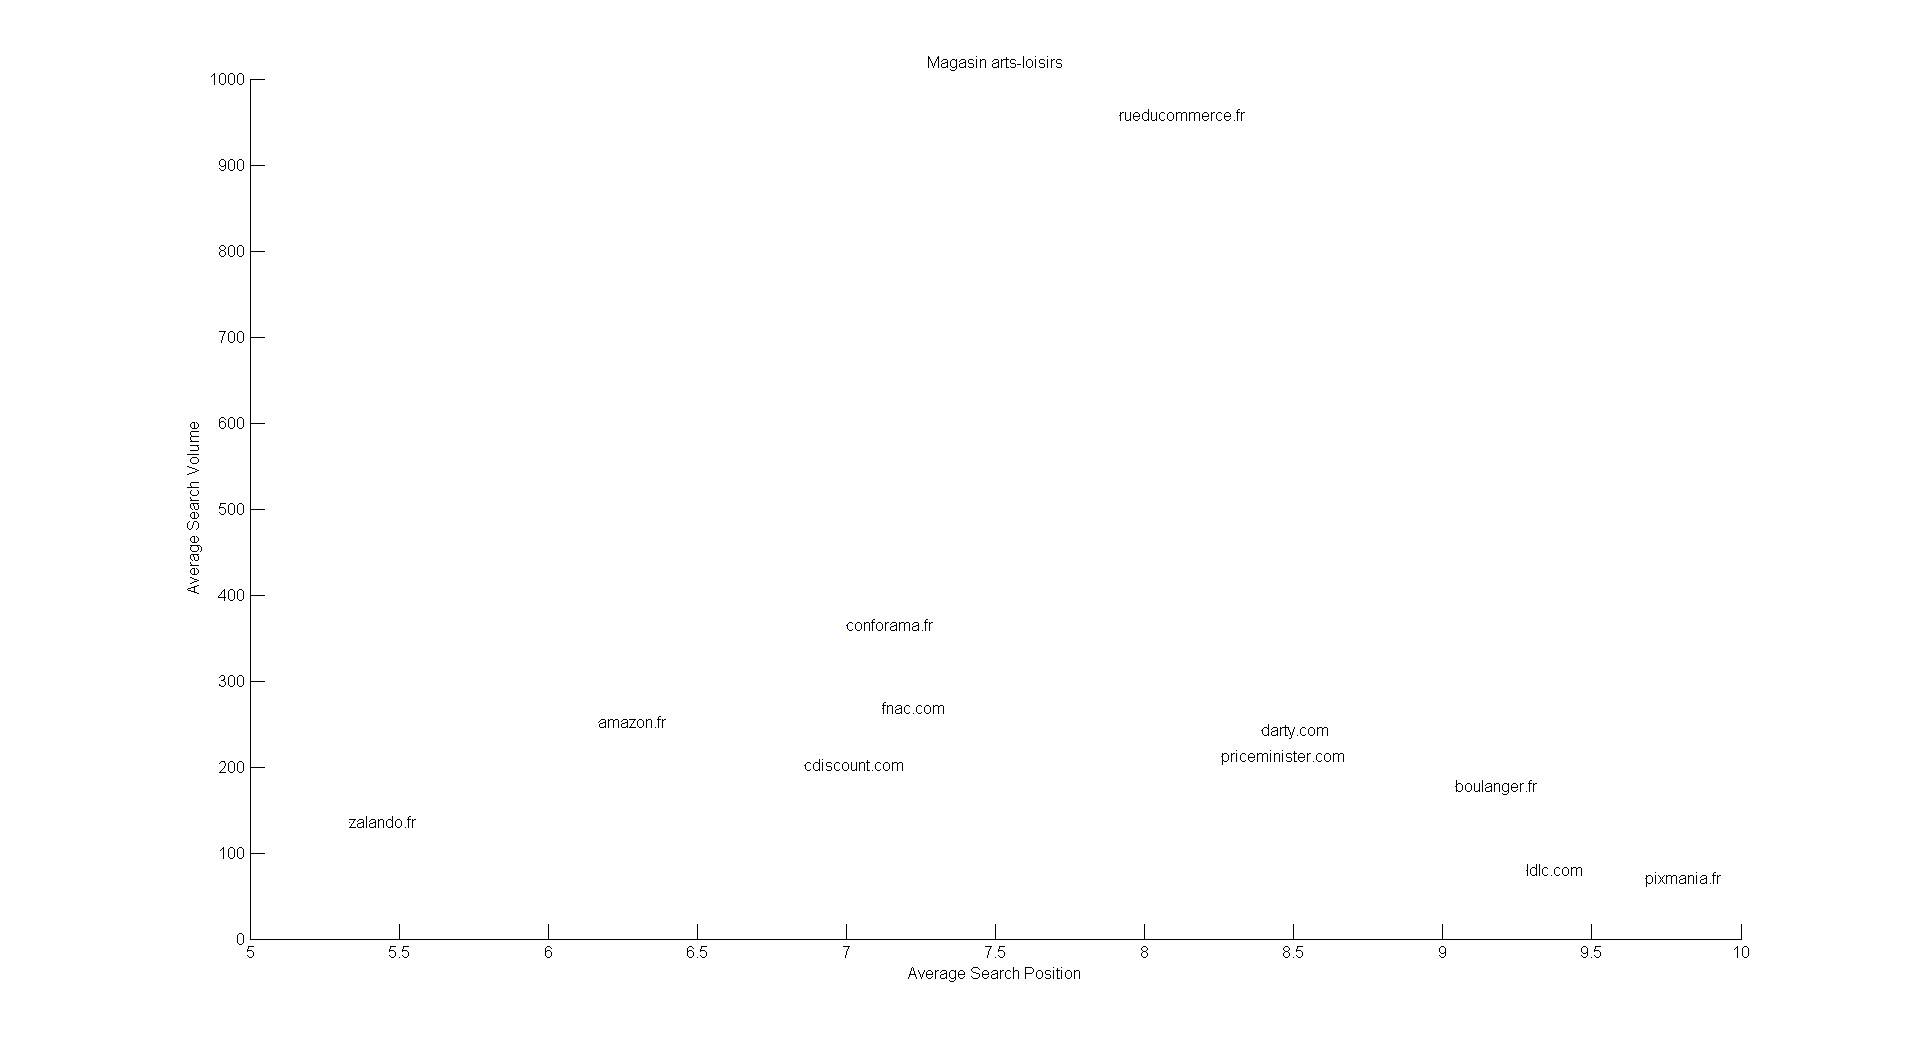 Magasin arts-loisirs
1000
900
800
700
600
500
400
300
200
100
0
Average Search Volume
rueducommerce.fr
conforama.fr
fnac.com
amazon.fr
darty.com
priceminister.com
cdiscount.com
boulanger.fr
zalando.fr
ldlc.com
pixmania.fr
5 5.5 6 6.5 7 7.5 8 8.5 9 9.5 10
Average Search Position